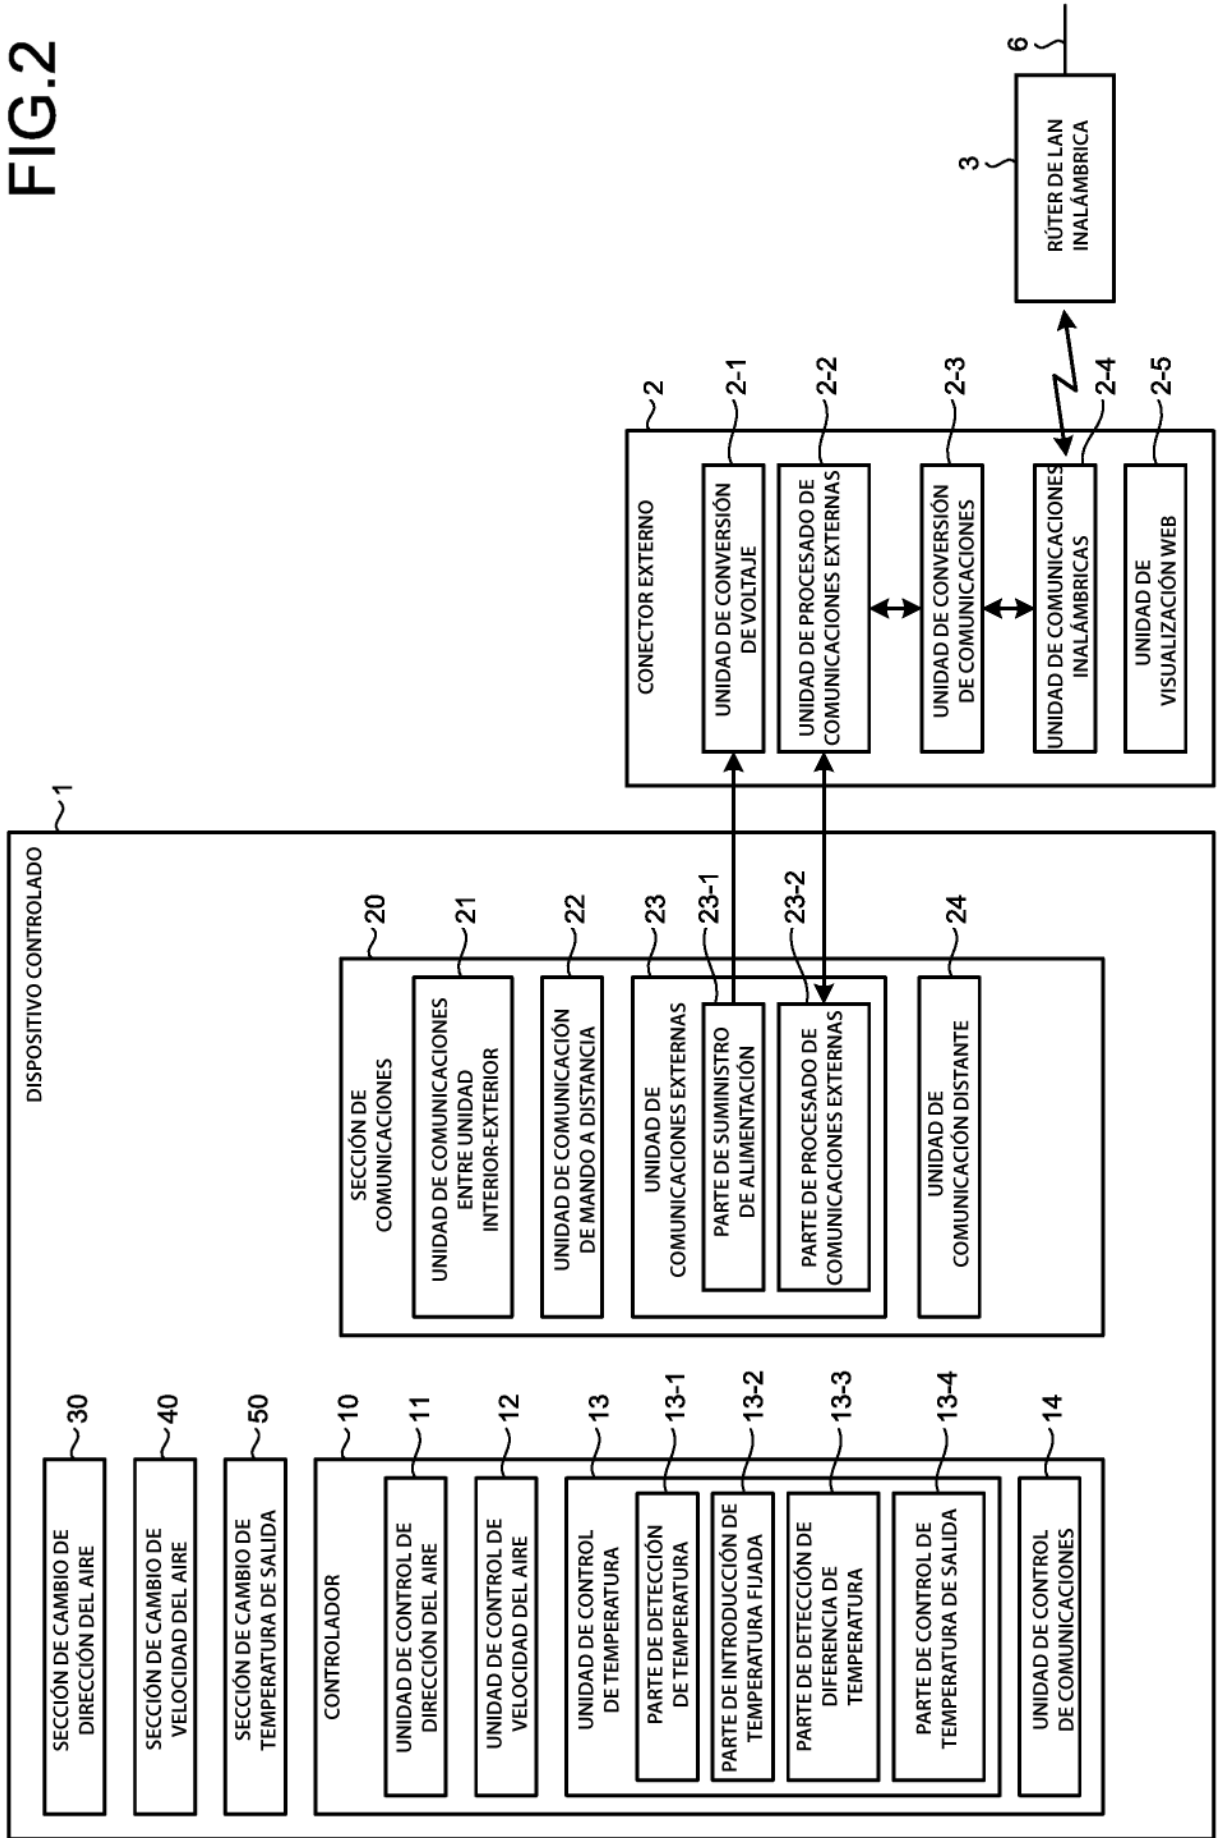 FIG.2
DISPOSITIVO CONTROLADO
1
SECCIÓN DE CAMBIO DE
DIRECCIÓN DEL AIRE
30
SECCIÓN DE CAMBIO DE
VELOCIDAD DEL AIRE
40
SECCIÓN DE CAMBIO DE
TEMPERATURA DE SALIDA
50
CONTROLADOR
10
UNIDAD DE CONTROL DE
DIRECCIÓN DEL AIRE
11
UNIDAD DE CONTROL DE
VELOCIDAD DEL AIRE
12
UNIDAD DE CONTROL
DE TEMPERATURA
13
PARTE DE DETECCIÓN
DE TEMPERATURA
13-1
PARTE DE INTRODUCCIÓN DE
TEMPERATURA FIJADA
13-2
PARTE DE DETECCIÓN DE
DIFERENCIA DE
TEMPERATURA
13-3
PARTE DE CONTROL DE
TEMPERATURA DE SALIDA
13-4
UNIDAD DE CONTROL
DE COMUNICACIONES
14
SECCIÓN DE
COMUNICACIONES
20
UNIDAD DE COMUNICACIONES
ENTRE UNIDAD
INTERIOR-EXTERIOR
21
UNIDAD DE COMUNICACIÓN
DE MANDO A DISTANCIA
22
UNIDAD DE
COMUNICACIONES EXTERNAS
23
PARTE DE SUMINISTRO
DE ALIMENTACIÓN
23-1
PARTE DE PROCESADO DE
COMUNICACIONES EXTERNAS
23-2
UNIDAD DE
COMUNICACIÓN DISTANTE
24
CONECTOR EXTERNO
2
UNIDAD DE CONVERSIÓN
DE VOLTAJE
2-1
UNIDAD DE PROCESADO DE
COMUNICACIONES EXTERNAS
2-2
UNIDAD DE CONVERSIÓN
DE COMUNICACIONES
2-3
UNIDAD DE COMUNICACIONES
INALÁMBRICAS
2-4
UNIDAD DE
VISUALIZACIÓN WEB
2-5
RÚTER DE LAN
INALÁMBRICA
3
6